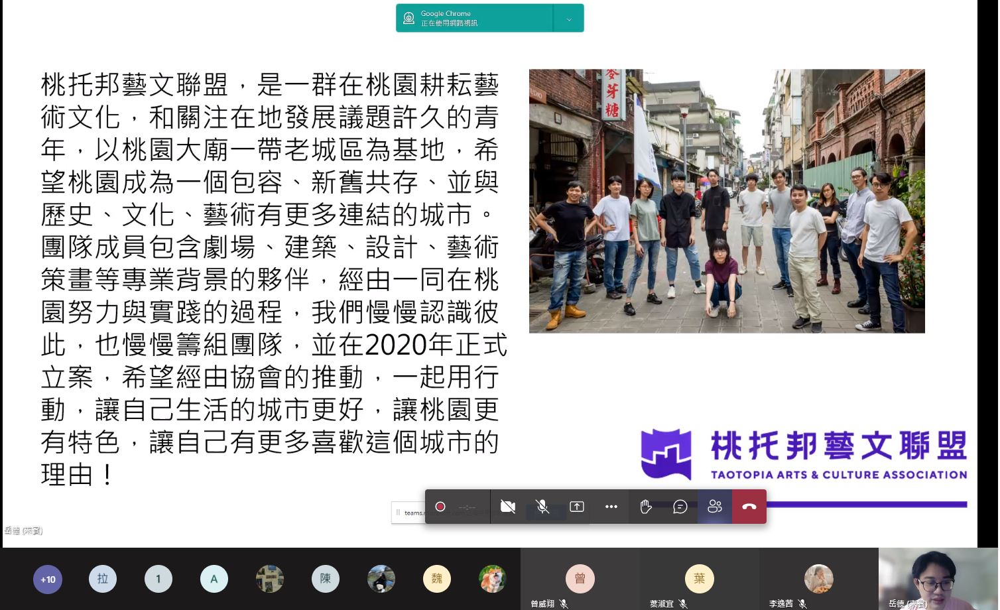 Google Chrome
正在使用網路視訊
桃托邦藝文聯盟，是一群在桃園耕耘藝
術文化，和關注在地發展議題許久的青
年，以桃園大廟一帶老城區為基地，希
望桃園成為一個包容、新舊共存、並與
歷史、文化、藝術有更多連結的城市。
團隊成員包含劇場、建築、設計、藝術
策畫等專業背景的夥伴，經由一同在桃
園努力與實踐的過程，我們慢慢認識彼
此，也慢慢籌組團隊，並在2020年正式
立案，希望經由協會的推動，一起用行
動，讓自己生活的城市更好，讓桃園更
有特色，讓自己有更多喜歡這個城市的
理由！
麥芽糖
桃托邦藝文聯盟
TAOTOPIA ARTS & CULTURE ASSOCIATION
--:--
岳德 (來賓)
+10
拉
1
A
陳
魏
曾
葉
曾威翔
葉淑宜
李逸茜
岳德 (來賓)